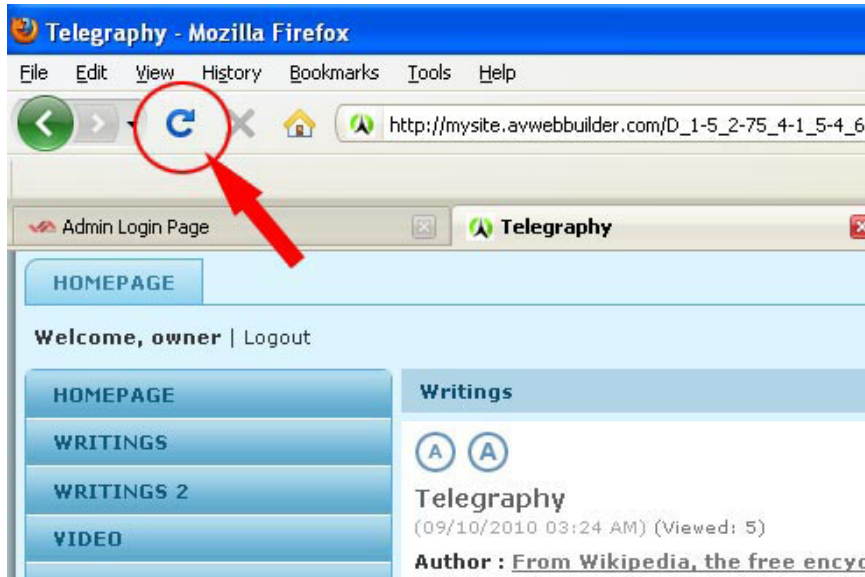 Telegraphy - Mozilla Firefox
File Edit View History Bookmarks Tools Help
http://mysite.avwebbuilder.com/D_1-5_2-75_4-1_5-4_6
Admin Login Page
Telegraphy
HOMEPAGE
Welcome, owner | Logout
HOMEPAGE
WRITINGS
WRITINGS 2
VIDEO
Writings
A A
Telegraphy
(09/10/2010 03:24 AM) (Viewed: 5)
Author : From Wikipedia, the free encyc